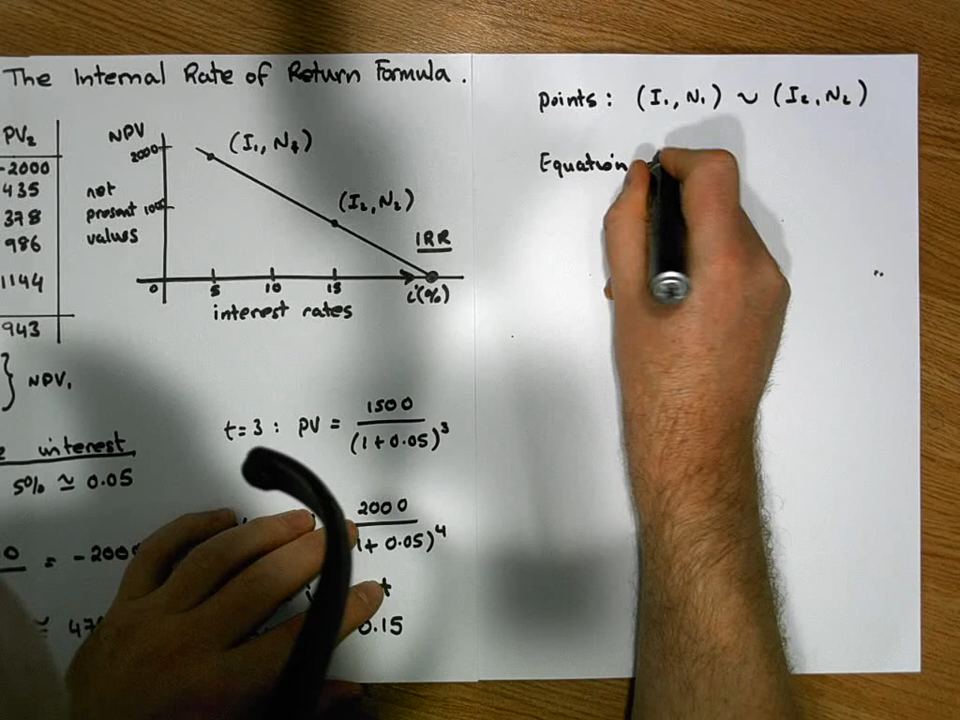 The Internal Rate of Return Formula.
PV₂
-2000
435
378
986
1144
943
} NPV₁
interest
5% ≃ 0.05
= -2000
NPV
2000
(I₁, N₁)
not
present 1000
values
(I₂, N₂)
IRR
0 5 10 15 i(%)
interest rates
t=3 : PV = 1500 / (1+0.05)³
2000
1+0.05)⁴
0.15
points: (I₁, N₁) ~ (I₂, N₂)
Equation